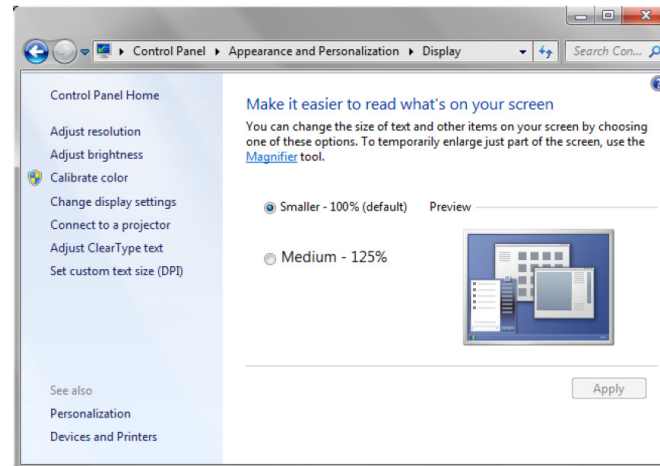 Control Panel Appearance and Personalization Display
Search Con...
Control Panel Home
Adjust resolution
Adjust brightness
Calibrate color
Change display settings
Connect to a projector
Adjust ClearType text
Set custom text size (DPI)
See also
Personalization
Devices and Printers
Make it easier to read what's on your screen
You can change the size of text and other items on your screen by choosing
one of these options. To temporarily enlarge just part of the screen, use the
Magnifier tool.
Smaller - 100% (default) Preview
Medium - 125%
Apply